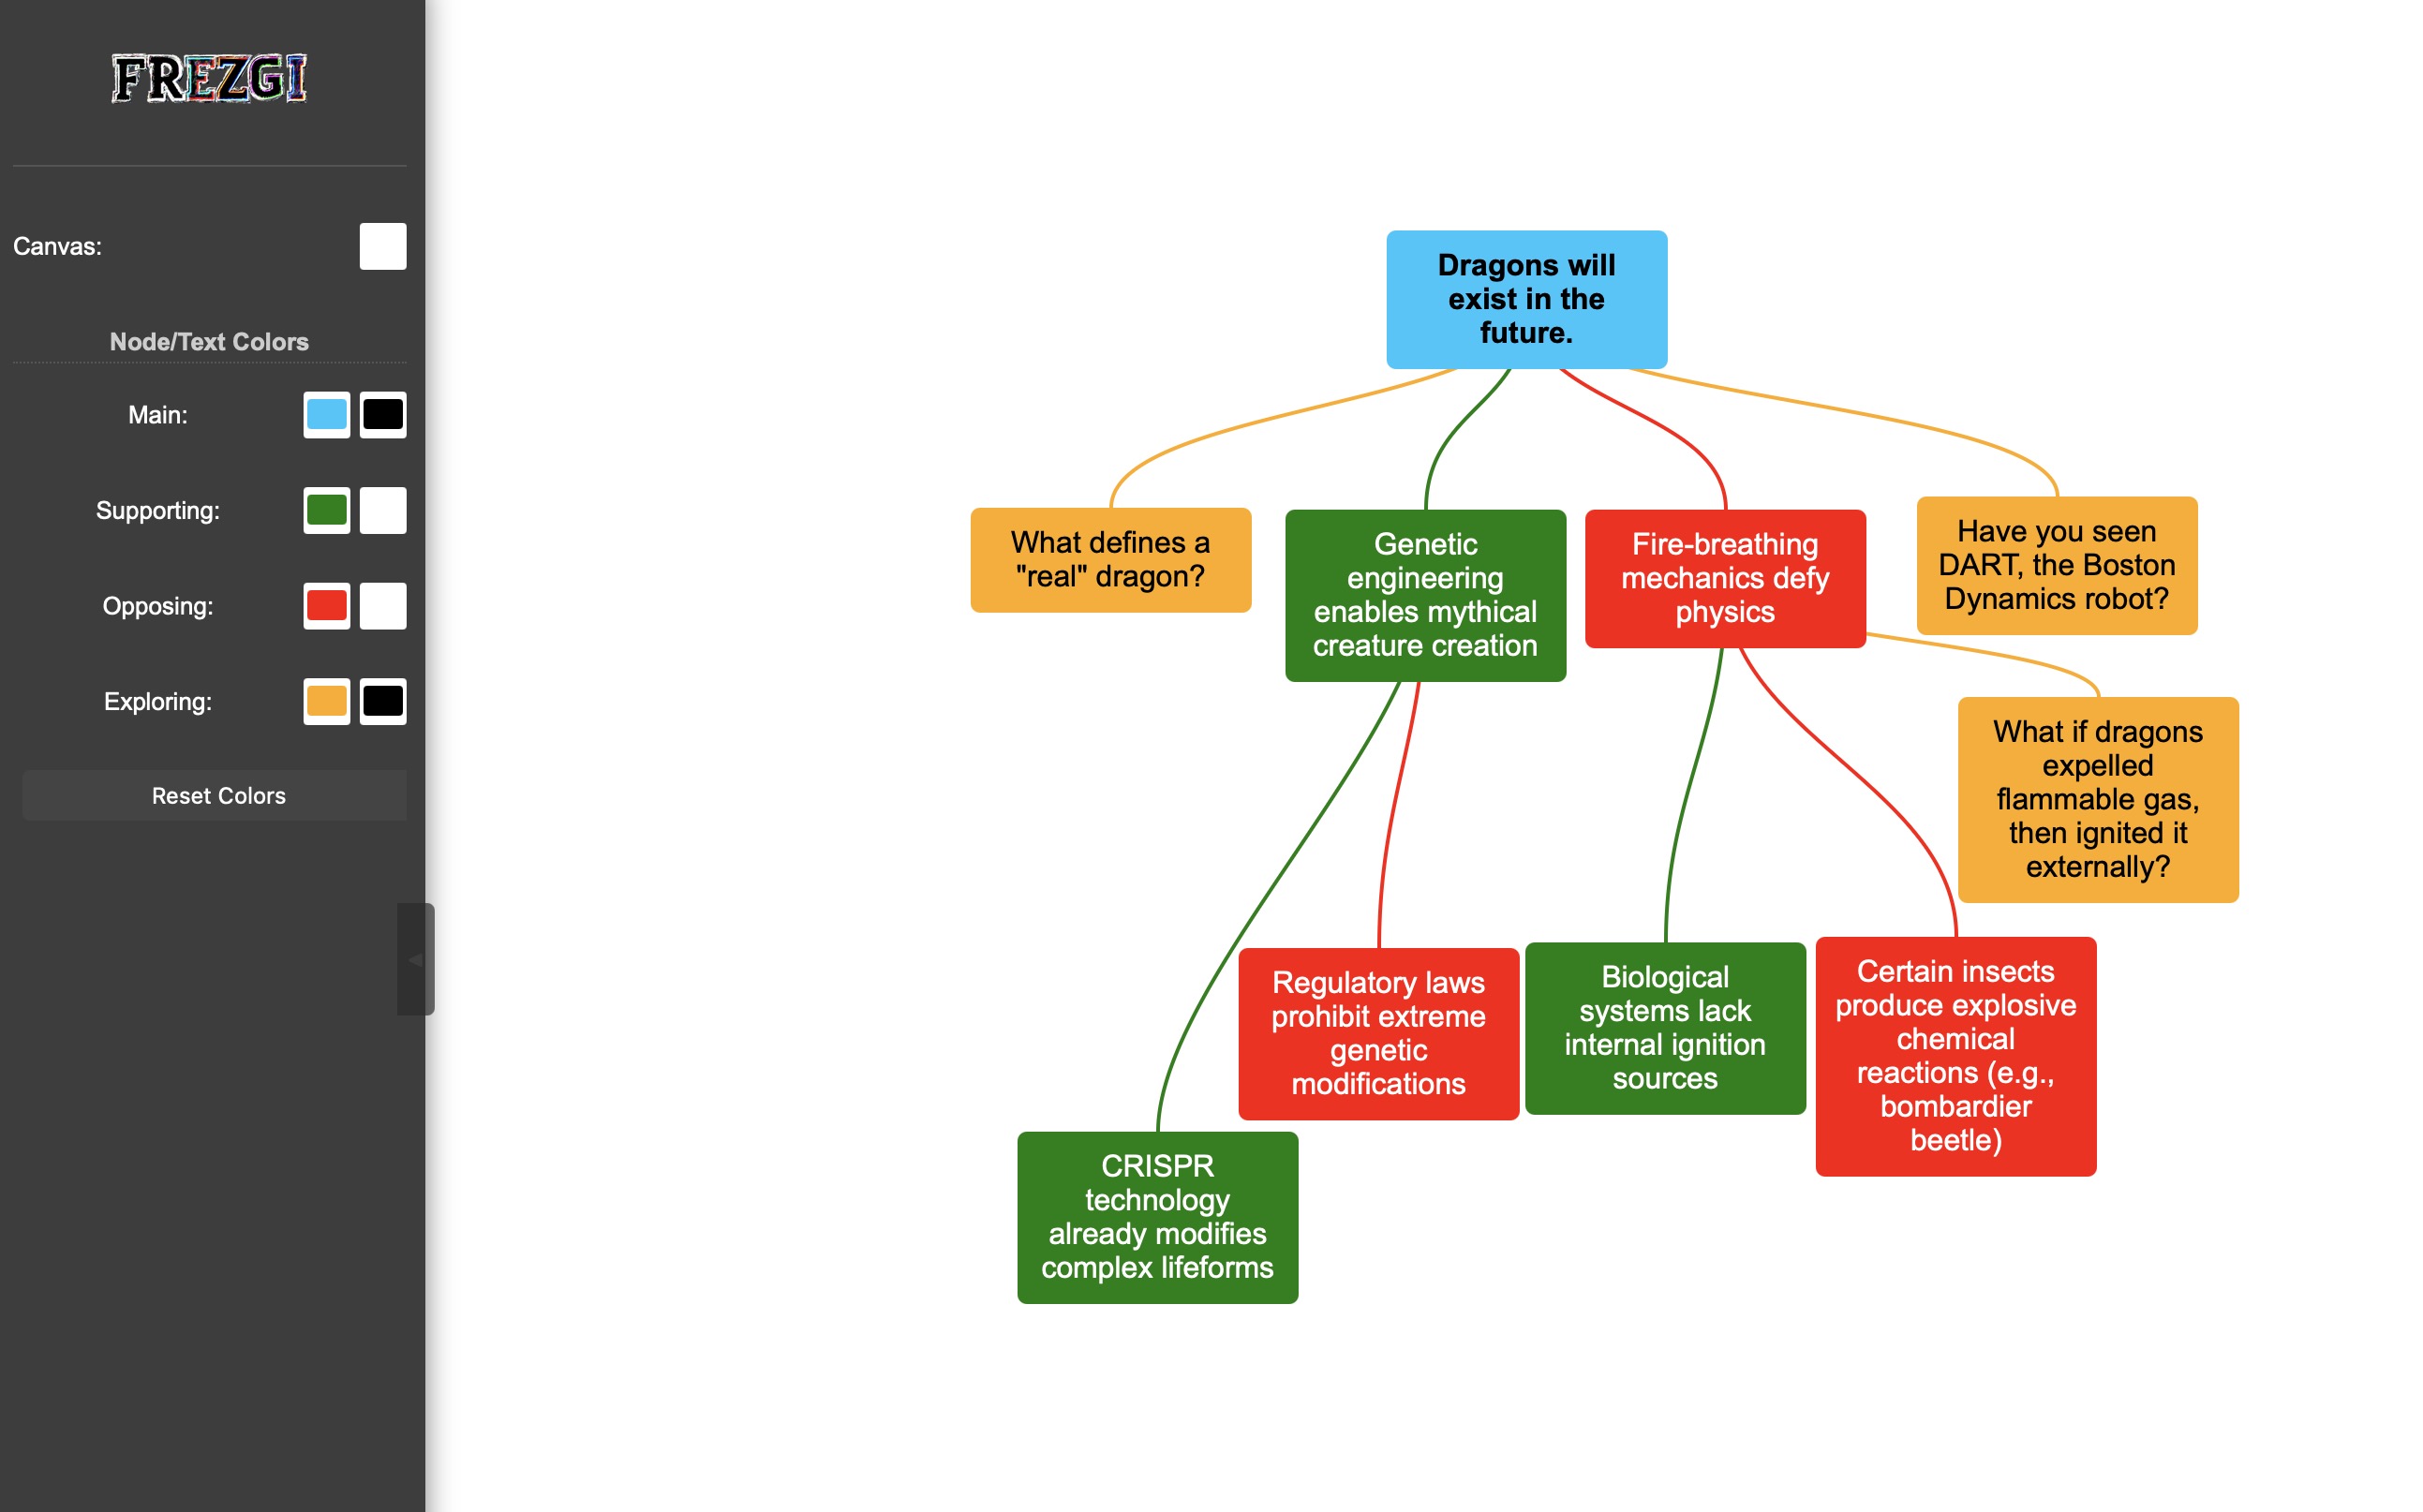 FREZGI
Canvas:
Node/Text Colors
Main:
Supporting:
Opposing:
Exploring:
Reset Colors
Dragons will
exist in the
future.
What defines a
"real" dragon?
Genetic
engineering
enables mythical
creature creation
Fire-breathing
mechanics defy
physics
Have you seen
DART, the Boston
Dynamics robot?
What if dragons
expelled
flammable gas,
then ignited it
externally?
Regulatory laws
prohibit extreme
genetic
modifications
Biological
systems lack
internal ignition
sources
Certain insects
produce explosive
chemical
reactions (e.g.,
bombardier
beetle)
CRISPR
technology
already modifies
complex lifeforms